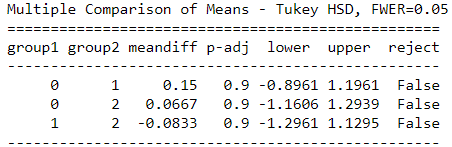 Multiple Comparison of Means - Tukey HSD, FWER=0.05
==================================================
group1 group2 meandiff p-adj lower upper reject
--------------------------------------------------
0 1 0.15 0.9 -0.8961 1.1961 False
0 2 0.0667 0.9 -1.1606 1.2939 False
1 2 -0.0833 0.9 -1.2961 1.1295 False
--------------------------------------------------